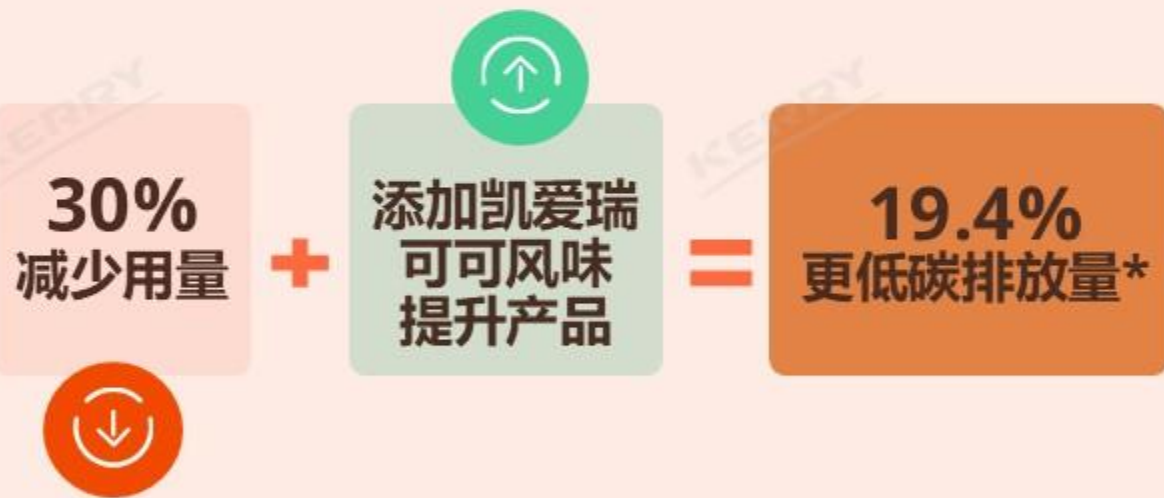 KERRY
KERRY
30%
减少用量
+
添加凯爱瑞
可可风味
提升产品
=
19.4%
更低碳排放量*